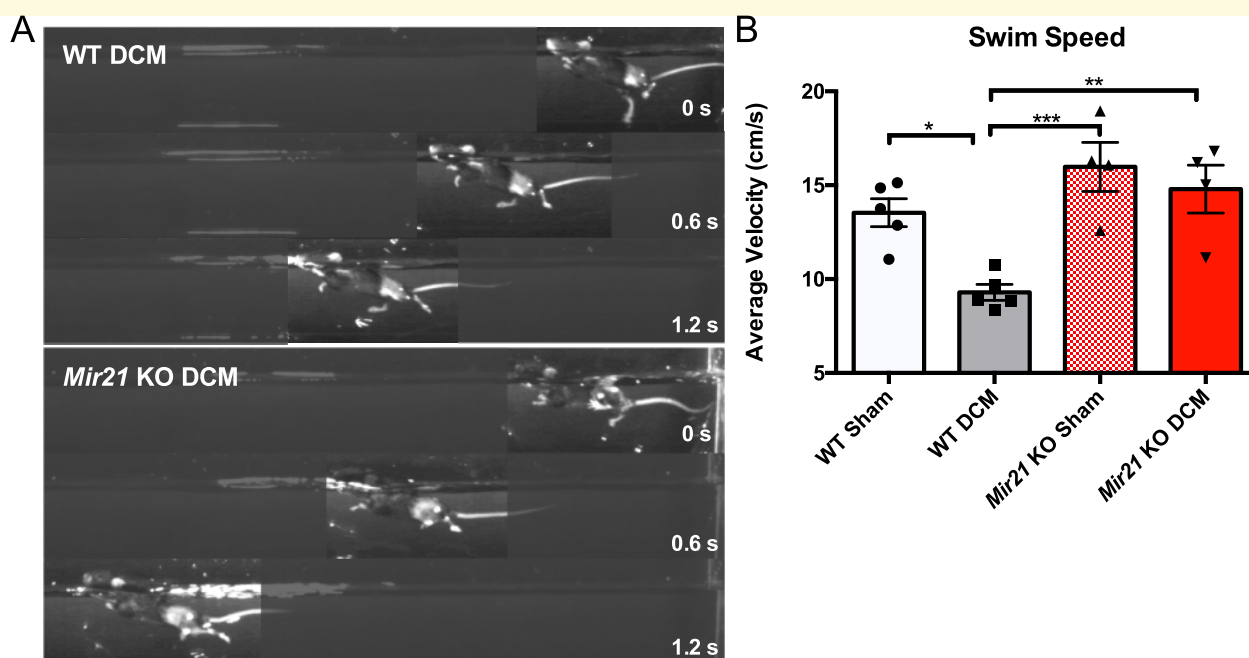 A
WT DCM
0 s
0.6 s
1.2 s
Mir21 KO DCM
0 s
0.6 s
1.2 s
B
Swim Speed
Average Velocity (cm/s)
20
15
10
5
*
***
**
WT Sham
WT DCM
Mir21 KO Sham
Mir21 KO DCM